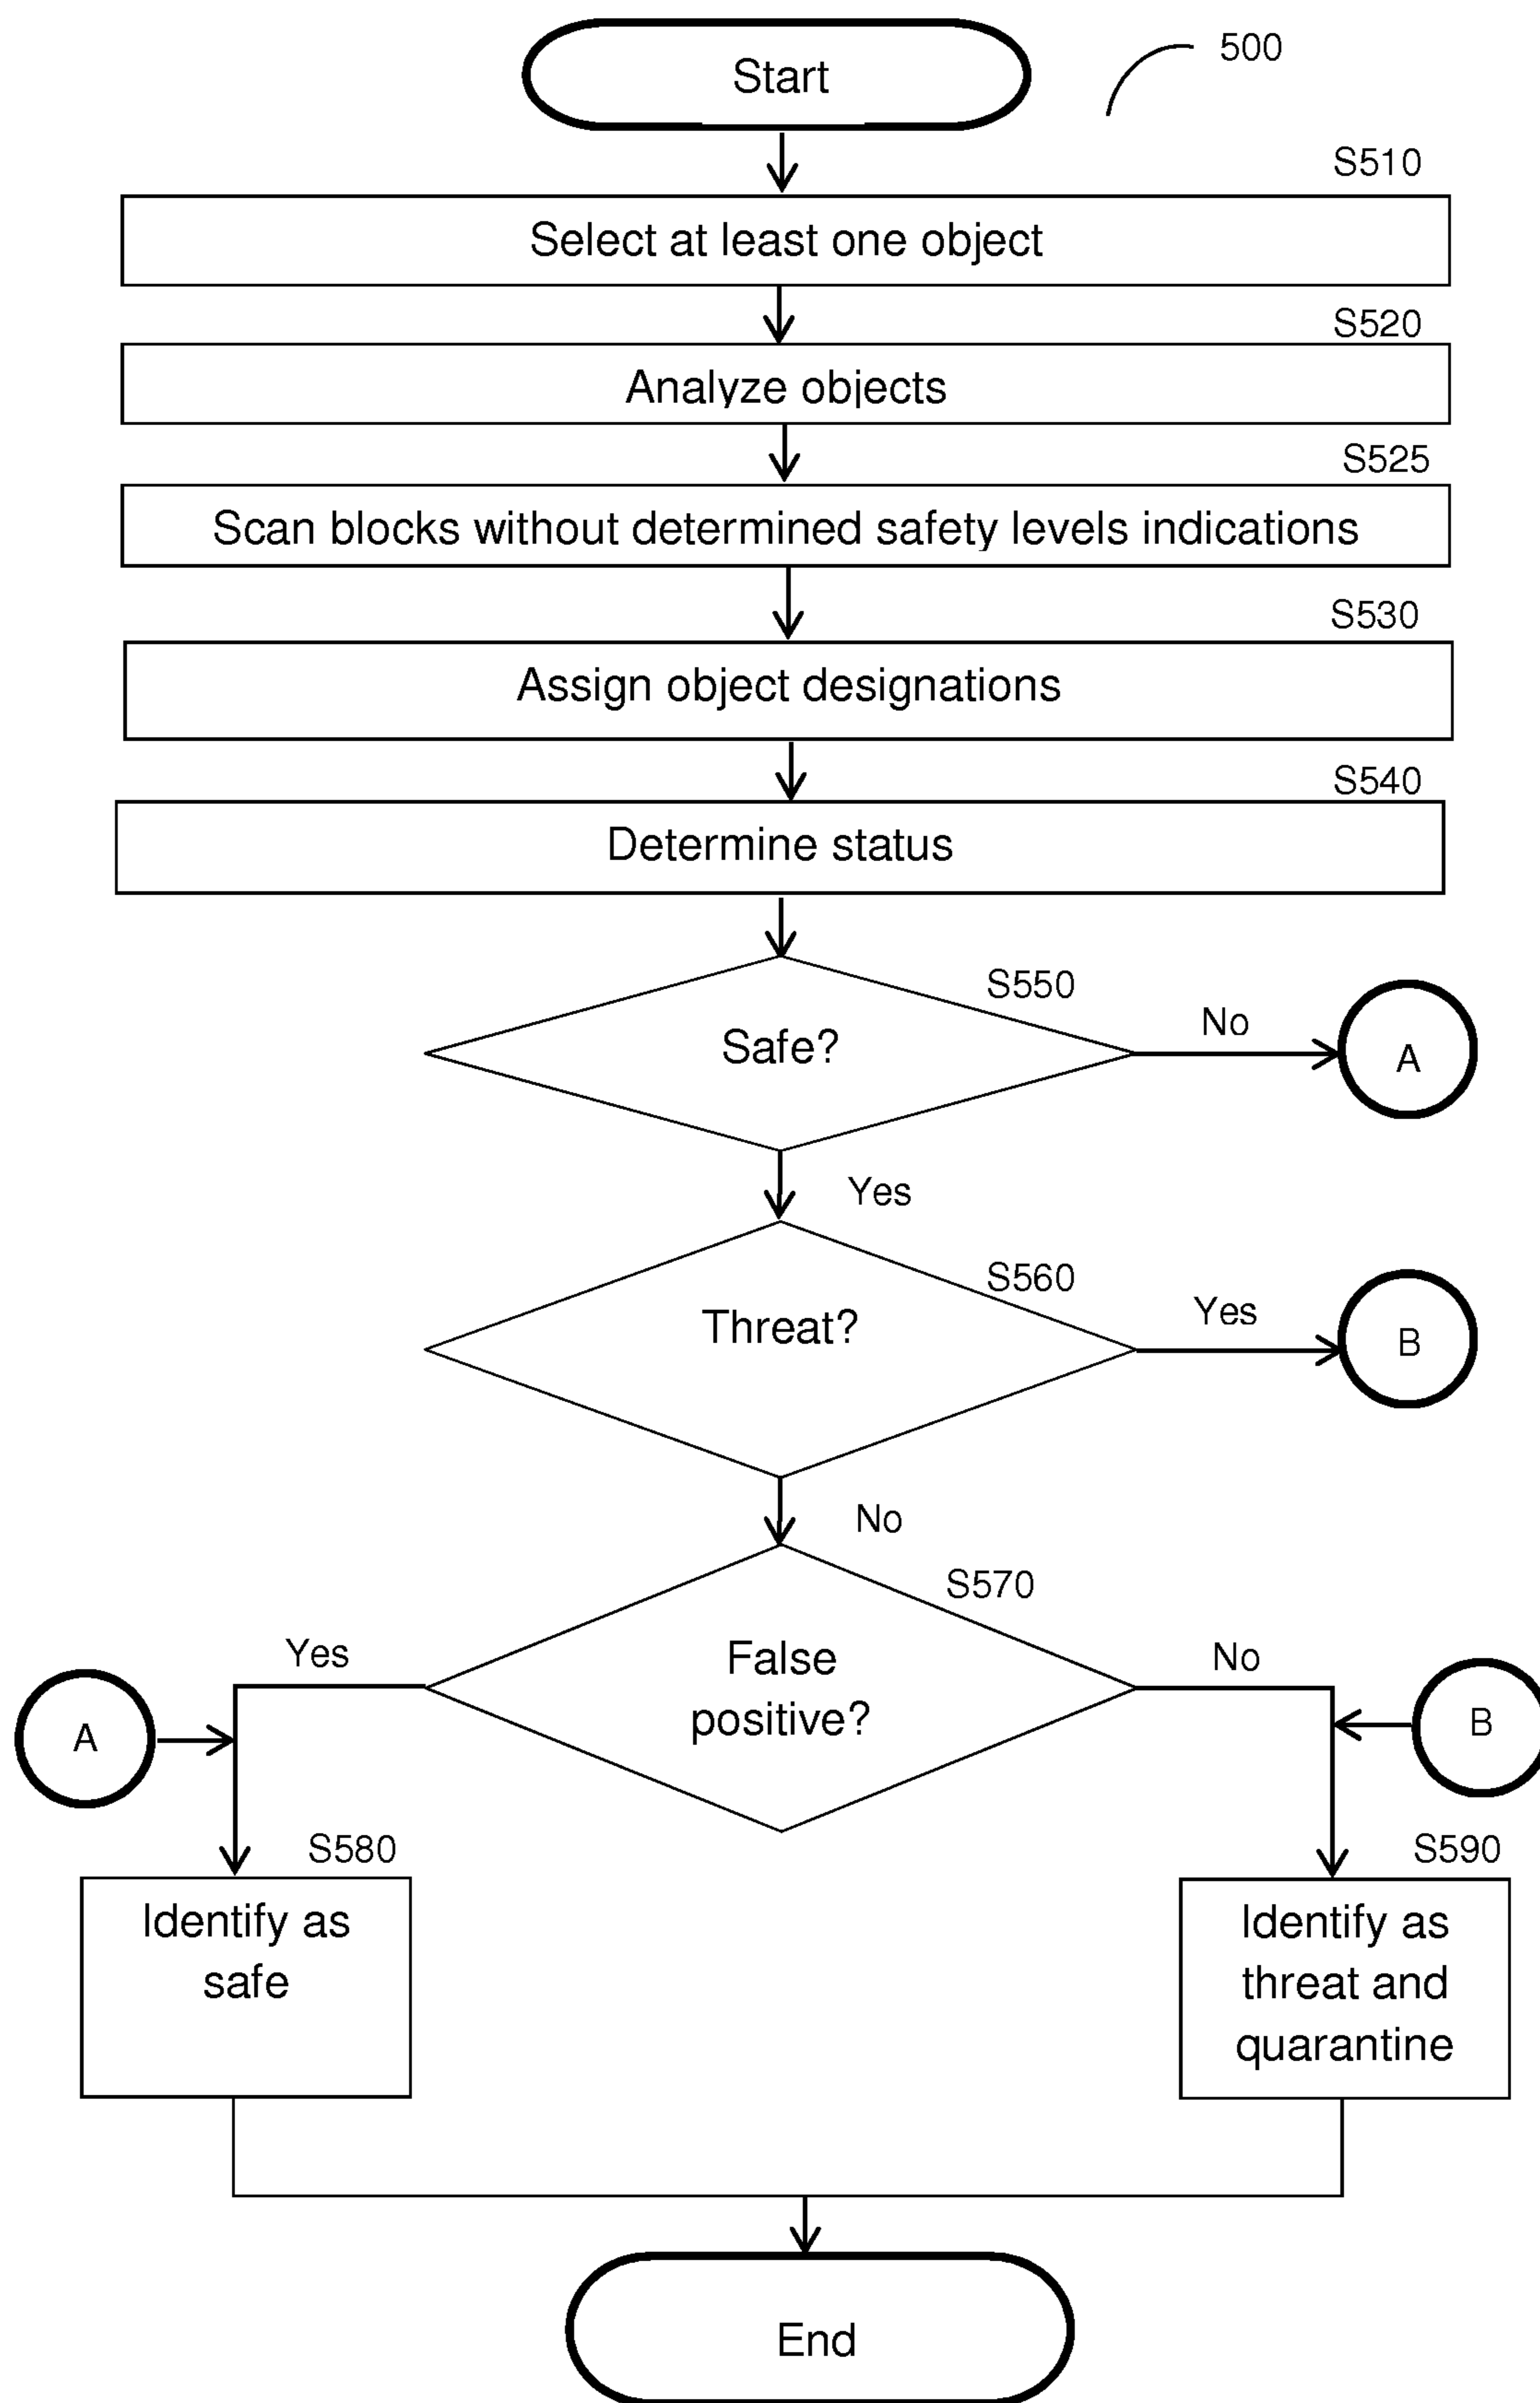 Start
500
S510
Select at least one object
S520
Analyze objects
S525
Scan blocks without determined safety levels indications
S530
Assign object designations
S540
Determine status
S550
Safe?
No
A
Yes
S560
Threat?
Yes
B
No
S570
False
positive?
Yes
No
A
B
S580
Identify as
safe
S590
Identify as
threat and
quarantine
End